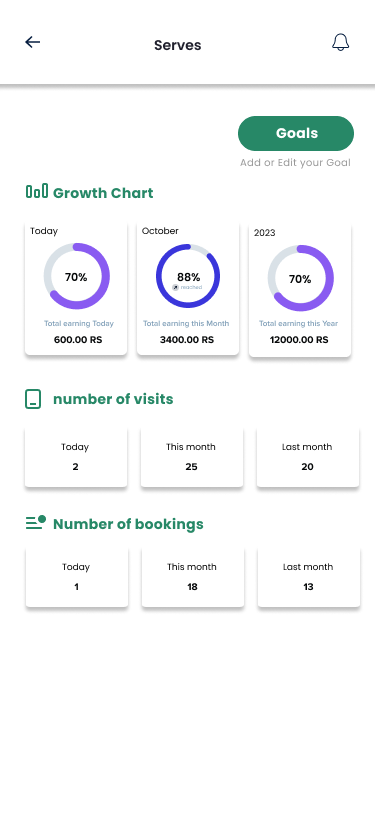 Serves
Goals
Add or Edit your Goal
Growth Chart
Today
70%
Total earning Today
600.00 RS
October
88%
reached
Total earning this Month
3400.00 RS
2023
70%
Total earning this Year
12000.00 RS
number of visits
Today
2
This month
25
Last month
20
Number of bookings
Today
1
This month
18
Last month
13